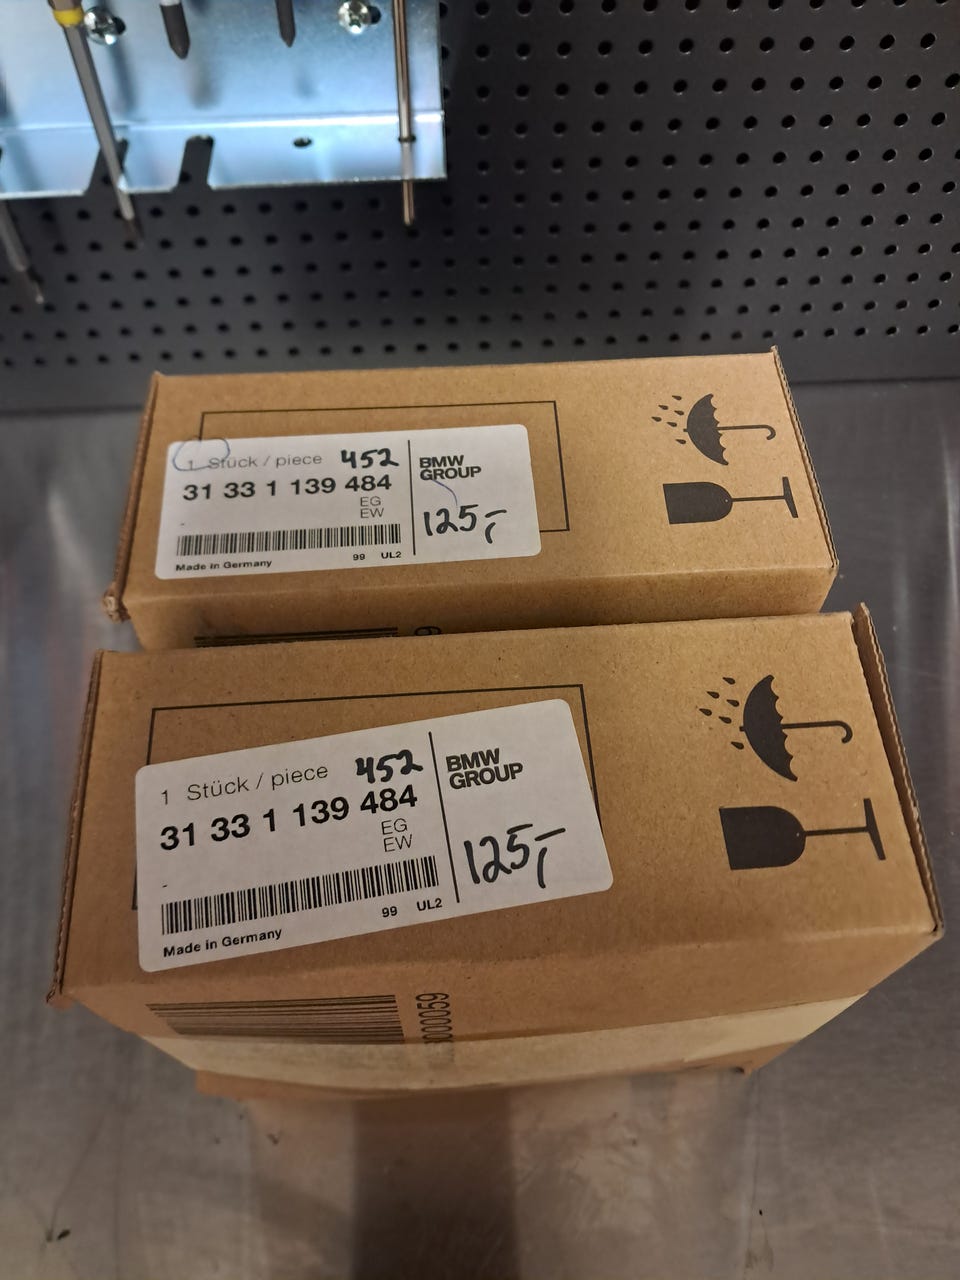 1 Stück / piece 452
31 33 1 139 484
EG
EW
-
99 UL2
Made in Germany
BMW
GROUP
125,-
1 Stück / piece 452
31 33 1 139 484
EG
EW
-
99 UL2
Made in Germany
BMW
GROUP
125,-